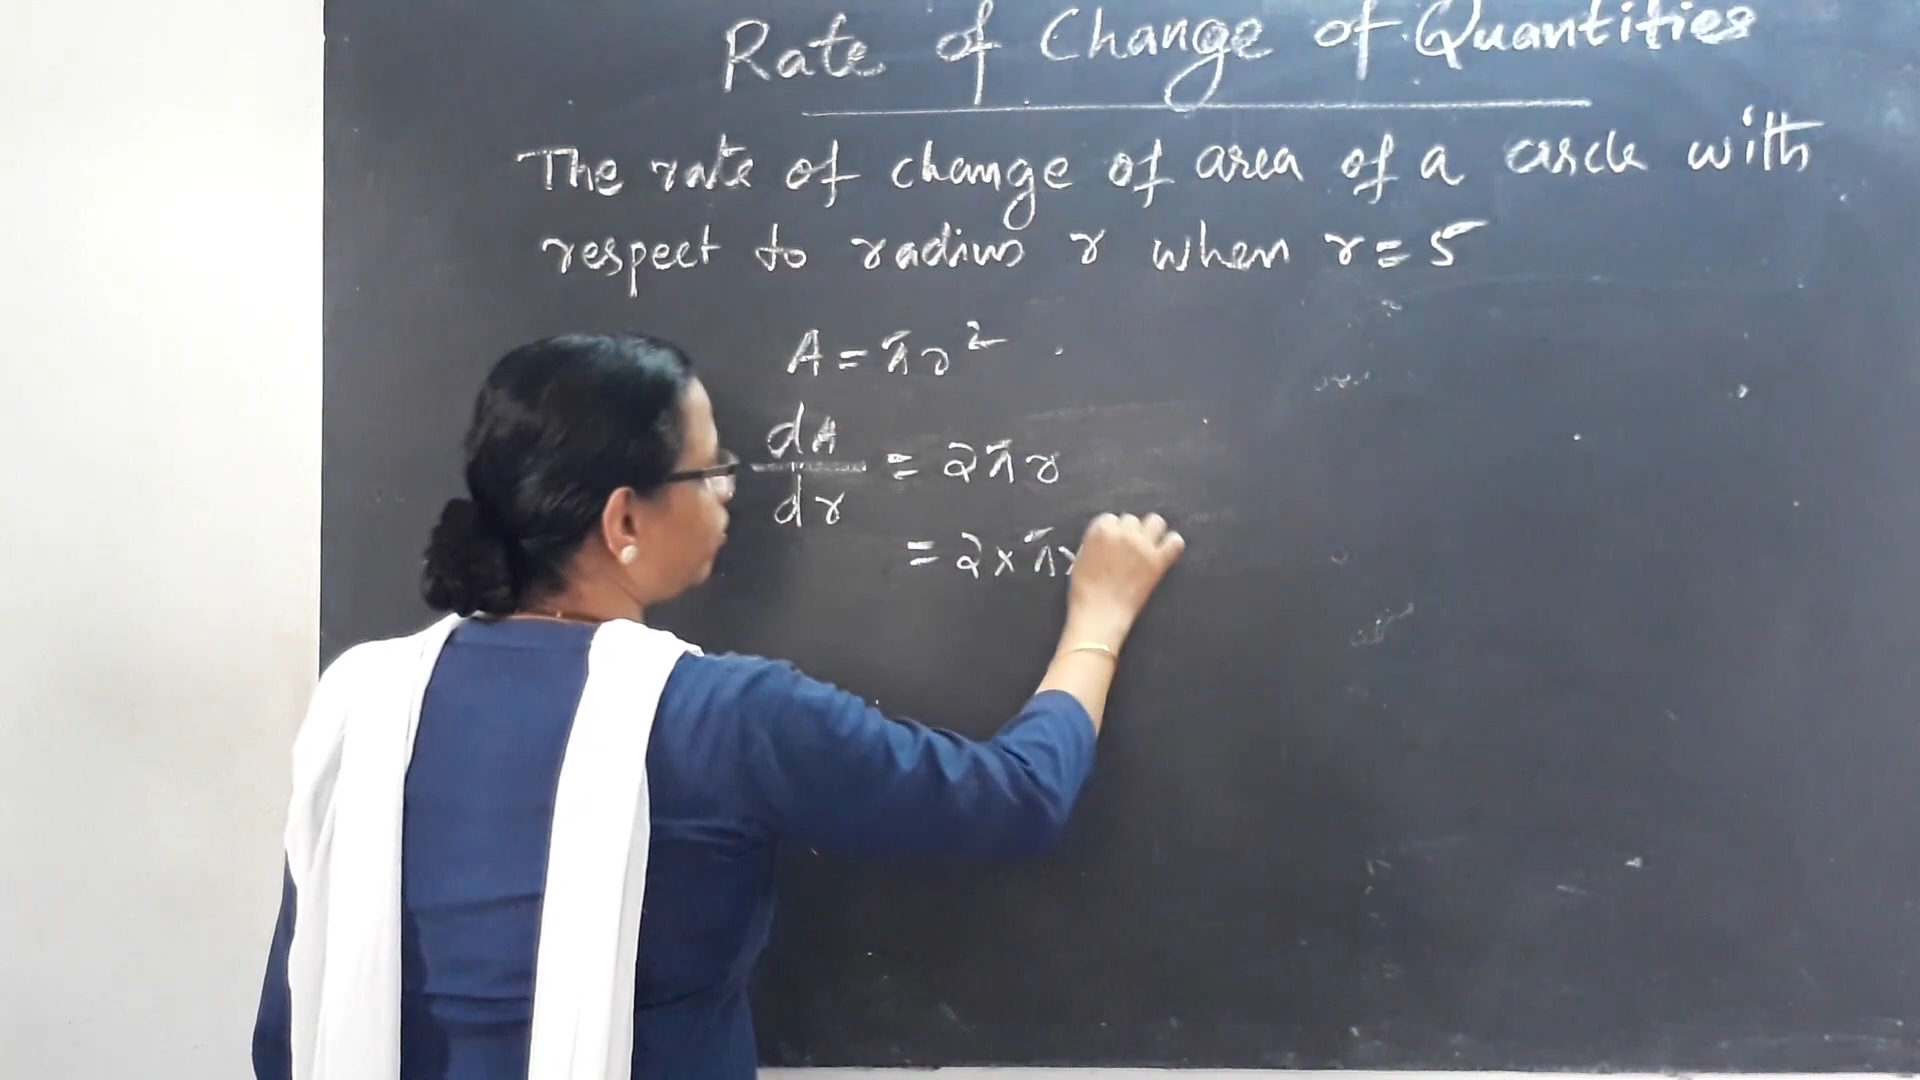 Rate of Change of Quantities
The rate of change of area of a circle with
respect to radius r when r = 5
A = πr²
dA
dr
= 2πr
= 2 × π ×